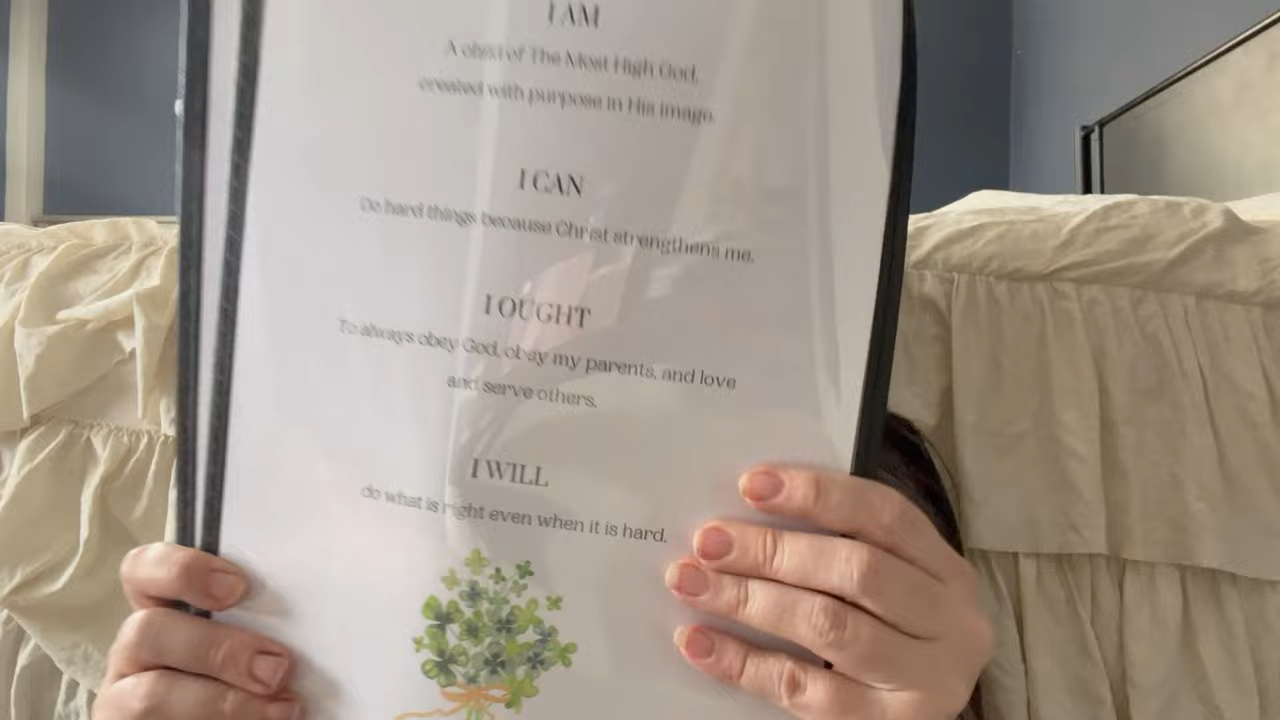 I AM
A child of The Most High God,
created with purpose in His image.
I CAN
Do hard things because Christ strengthens me.
I OUGHT
To always obey God, obey my parents, and love
and serve others.
I WILL
do what is right even when it is hard.